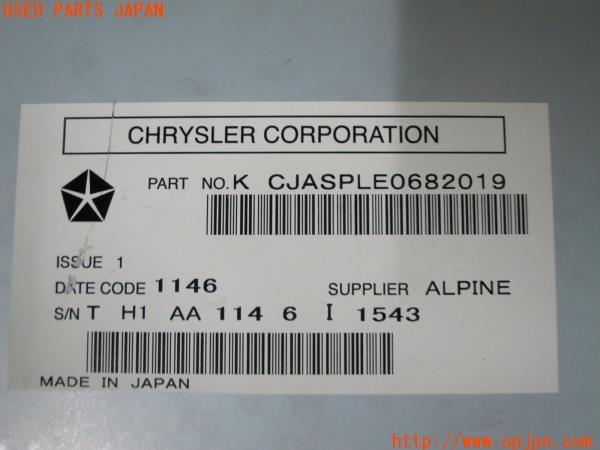 USED PARTS JAPAN
CHRYSLER CORPORATION
PART NO. K CJASPLE0682019
ISSUE 1
DATE CODE 1146
SUPPLIER ALPINE
S/N T H1 AA 114 6 I 1543
MADE IN JAPAN
http://www.upjpn.com